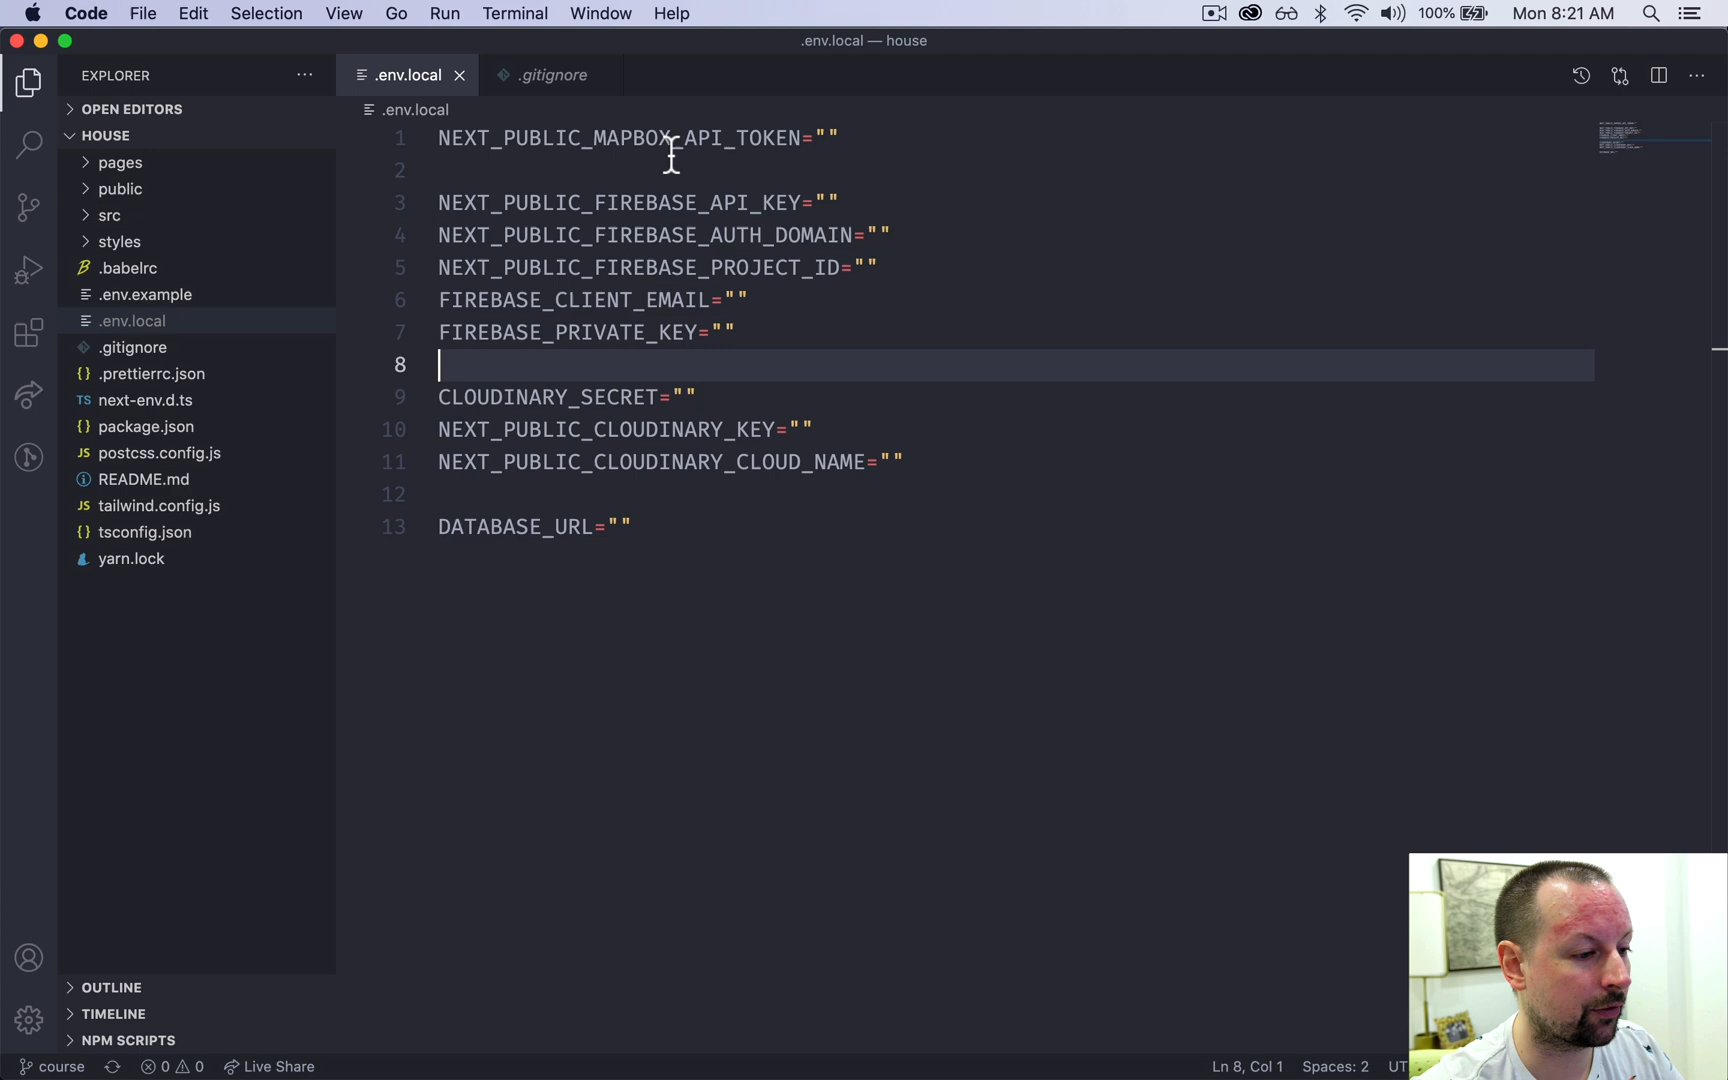 Code File Edit Selection View Go Run Terminal Window Help 100% Mon 8:21 AM
.env.local — house
EXPLORER
.env.local
.gitignore
OPEN EDITORS
.env.local
HOUSE
pages
public
src
styles
.babelrc
.env.example
.env.local
.gitignore
.prettierrc.json
TS next-env.d.ts
{} package.json
JS postcss.config.js
README.md
JS tailwind.config.js
{} tsconfig.json
yarn.lock
1 NEXT_PUBLIC_MAPBOX_API_TOKEN=""
2
3 NEXT_PUBLIC_FIREBASE_API_KEY=""
4 NEXT_PUBLIC_FIREBASE_AUTH_DOMAIN=""
5 NEXT_PUBLIC_FIREBASE_PROJECT_ID=""
6 FIREBASE_CLIENT_EMAIL=""
7 FIREBASE_PRIVATE_KEY=""
8
9 CLOUDINARY_SECRET=""
10 NEXT_PUBLIC_CLOUDINARY_KEY=""
11 NEXT_PUBLIC_CLOUDINARY_CLOUD_NAME=""
12
13 DATABASE_URL=""
OUTLINE
TIMELINE
NPM SCRIPTS
course 0 0 Live Share Ln 8, Col 1 Spaces: 2 UT